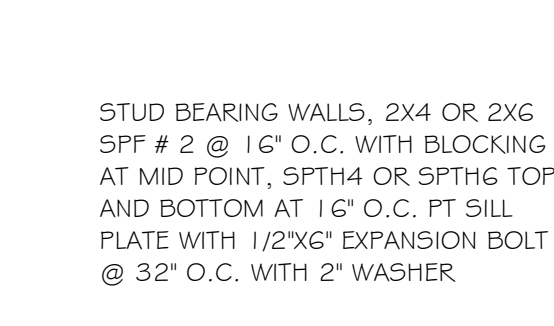 STUD BEARING WALLS, 2X4 OR 2X6
SPF # 2 @ 16" O.C. WITH BLOCKING
AT MID POINT, SPTH4 OR SPTH6 TOP
AND BOTTOM AT 16" O.C. PT SILL
PLATE WITH 1/2"X6" EXPANSION BOLT
@ 32" O.C. WITH 2" WASHER